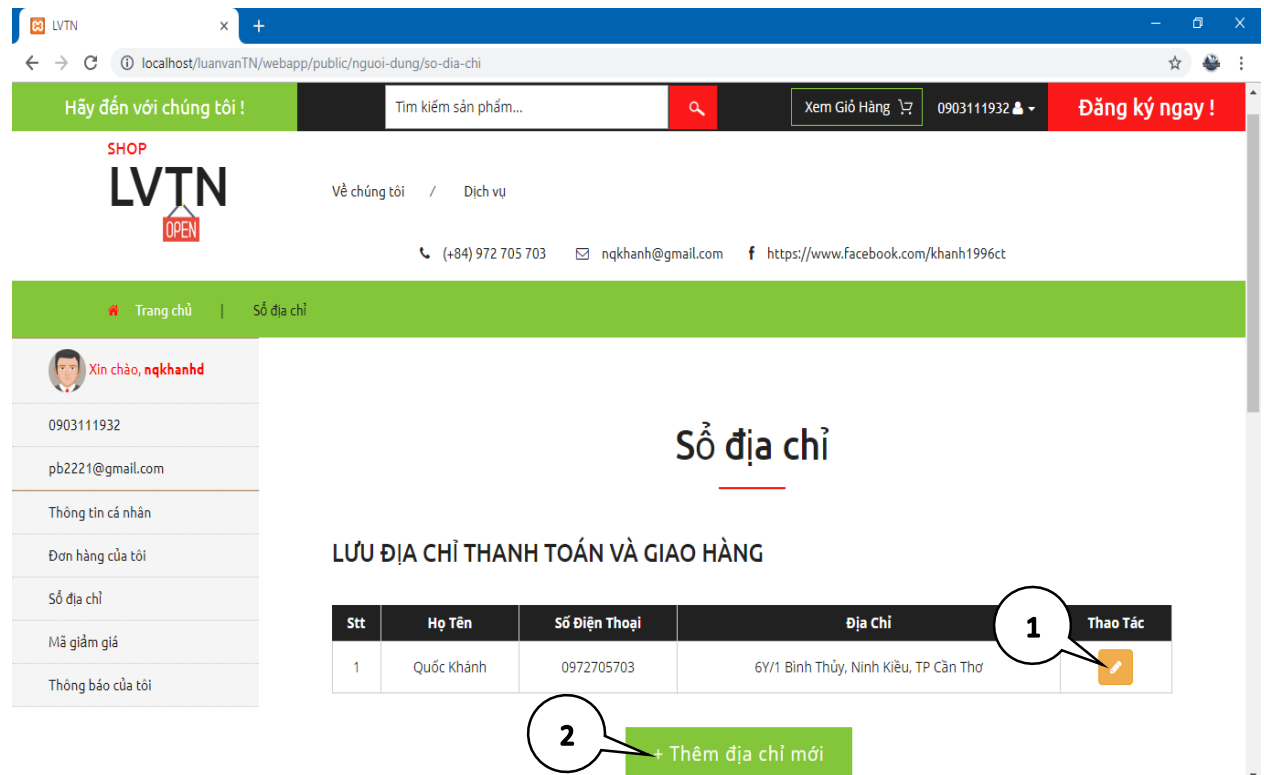 LVTN
localhost/luanvanTN/webapp/public/nguoi-dung/so-dia-chi
Hãy đến với chúng tôi !
Tìm kiếm sản phẩm...
Xem Giỏ Hàng
0903111932
Đăng ký ngay !
SHOP
LVTN
OPEN
Về chúng tôi / Dịch vụ
(+84) 972 705 703 nqkhanh@gmail.com f https://www.facebook.com/khanh1996ct
Trang chủ | Sổ địa chỉ
Xin chào, nqkhanhd
0903111932
pb2221@gmail.com
Thông tin cá nhân
Đơn hàng của tôi
Sổ địa chỉ
Mã giảm giá
Thông báo của tôi
Sổ địa chỉ
LƯU ĐỊA CHỈ THANH TOÁN VÀ GIAO HÀNG
Stt Họ Tên Số Điện Thoại Địa Chỉ Thao Tác
1 Quốc Khánh 0972705703 6Y/1 Bình Thủy, Ninh Kiều, TP Cần Thơ
1
2
+ Thêm địa chỉ mới